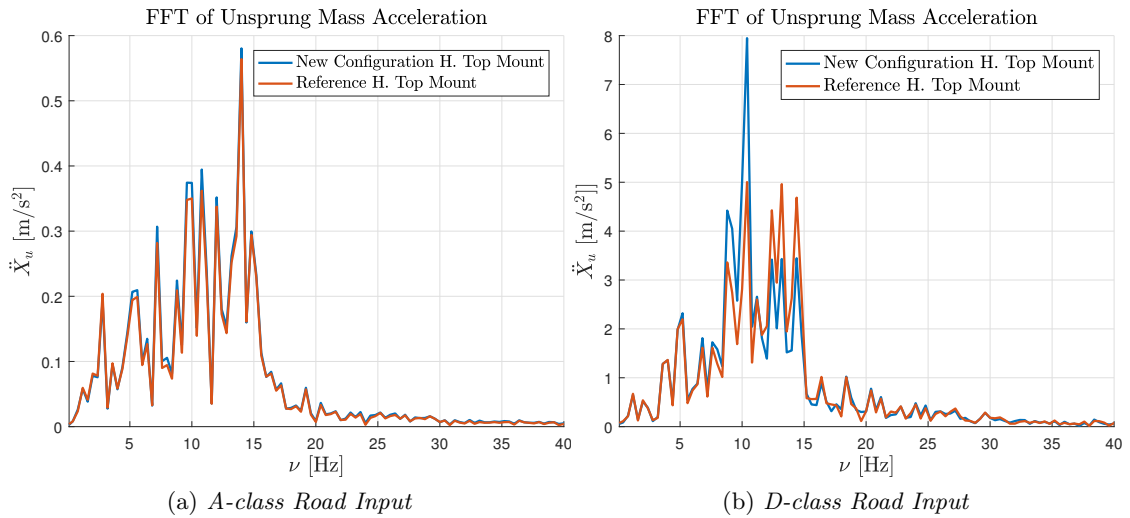 FFT of Unsprung Mass Acceleration
New Configuration H. Top Mount
Reference H. Top Mount
0.6
0.5
0.4
0.3
0.2
0.1
0
Ẍu [m/s²]
5 10 15 20 25 30 35 40
ν [Hz]
(a) A-class Road Input
FFT of Unsprung Mass Acceleration
New Configuration H. Top Mount
Reference H. Top Mount
8
7
6
5
4
3
2
1
0
Ẍu [m/s²]]
5 10 15 20 25 30 35 40
ν [Hz]
(b) D-class Road Input